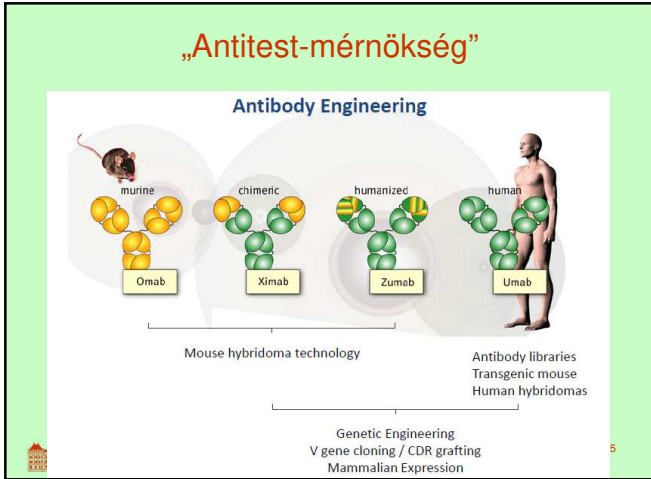 „Antitest-mérnökség”
Antibody Engineering
murine
chimeric
humanized
human
Omab
Ximab
Zumab
Umab
Mouse hybridoma technology
Antibody libraries
Transgenic mouse
Human hybridomas
Genetic Engineering
V gene cloning / CDR grafting
Mammalian Expression
5